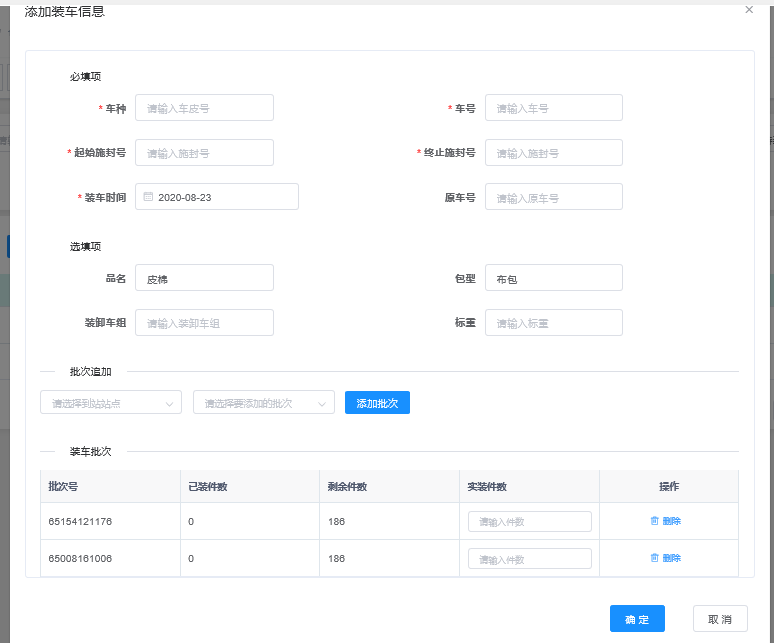 添加装车信息
必填项
* 车种 请输入车皮号 * 车号 请输入车号
* 起始施封号 请输入施封号 * 终止施封号 请输入施封号
* 装车时间 2020-08-23 原车号 请输入原车号
选填项
品名 皮棉 包型 布包
装卸车组 请输入装卸车组 标重 请输入标重
批次追加
请选择到站站点 请选择要添加的批次 添加批次
装车批次
批次号 已装件数 剩余件数 实装件数 操作
65154121176 0 186 请输入件数 删除
65008161006 0 186 请输入件数 删除
确 定 取 消